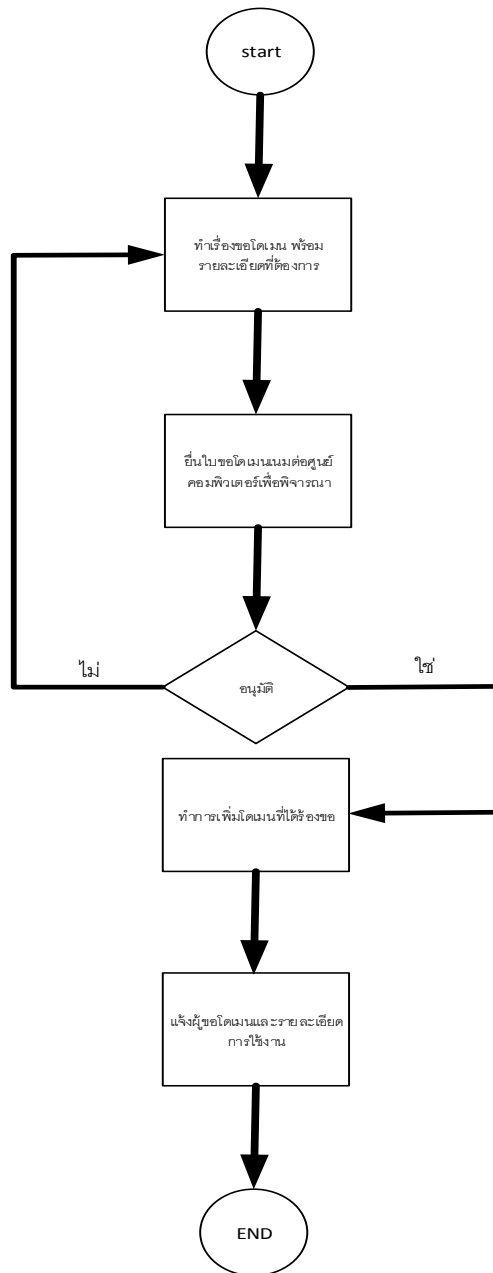 start
ทำเรื่องขอโดเมน พร้อม
รายละเอียดที่ต้องการ
ยื่นใบขอโดเมนเนมต่อศูนย์
คอมพิวเตอร์เพื่อพิจารณา
ไม่
อนุมัติ
ใช่
ทำการเพิ่มโดเมนที่ได้ร้องขอ
แจ้งผู้ขอโดเมนและรายละเอียด
การใช้งาน
END